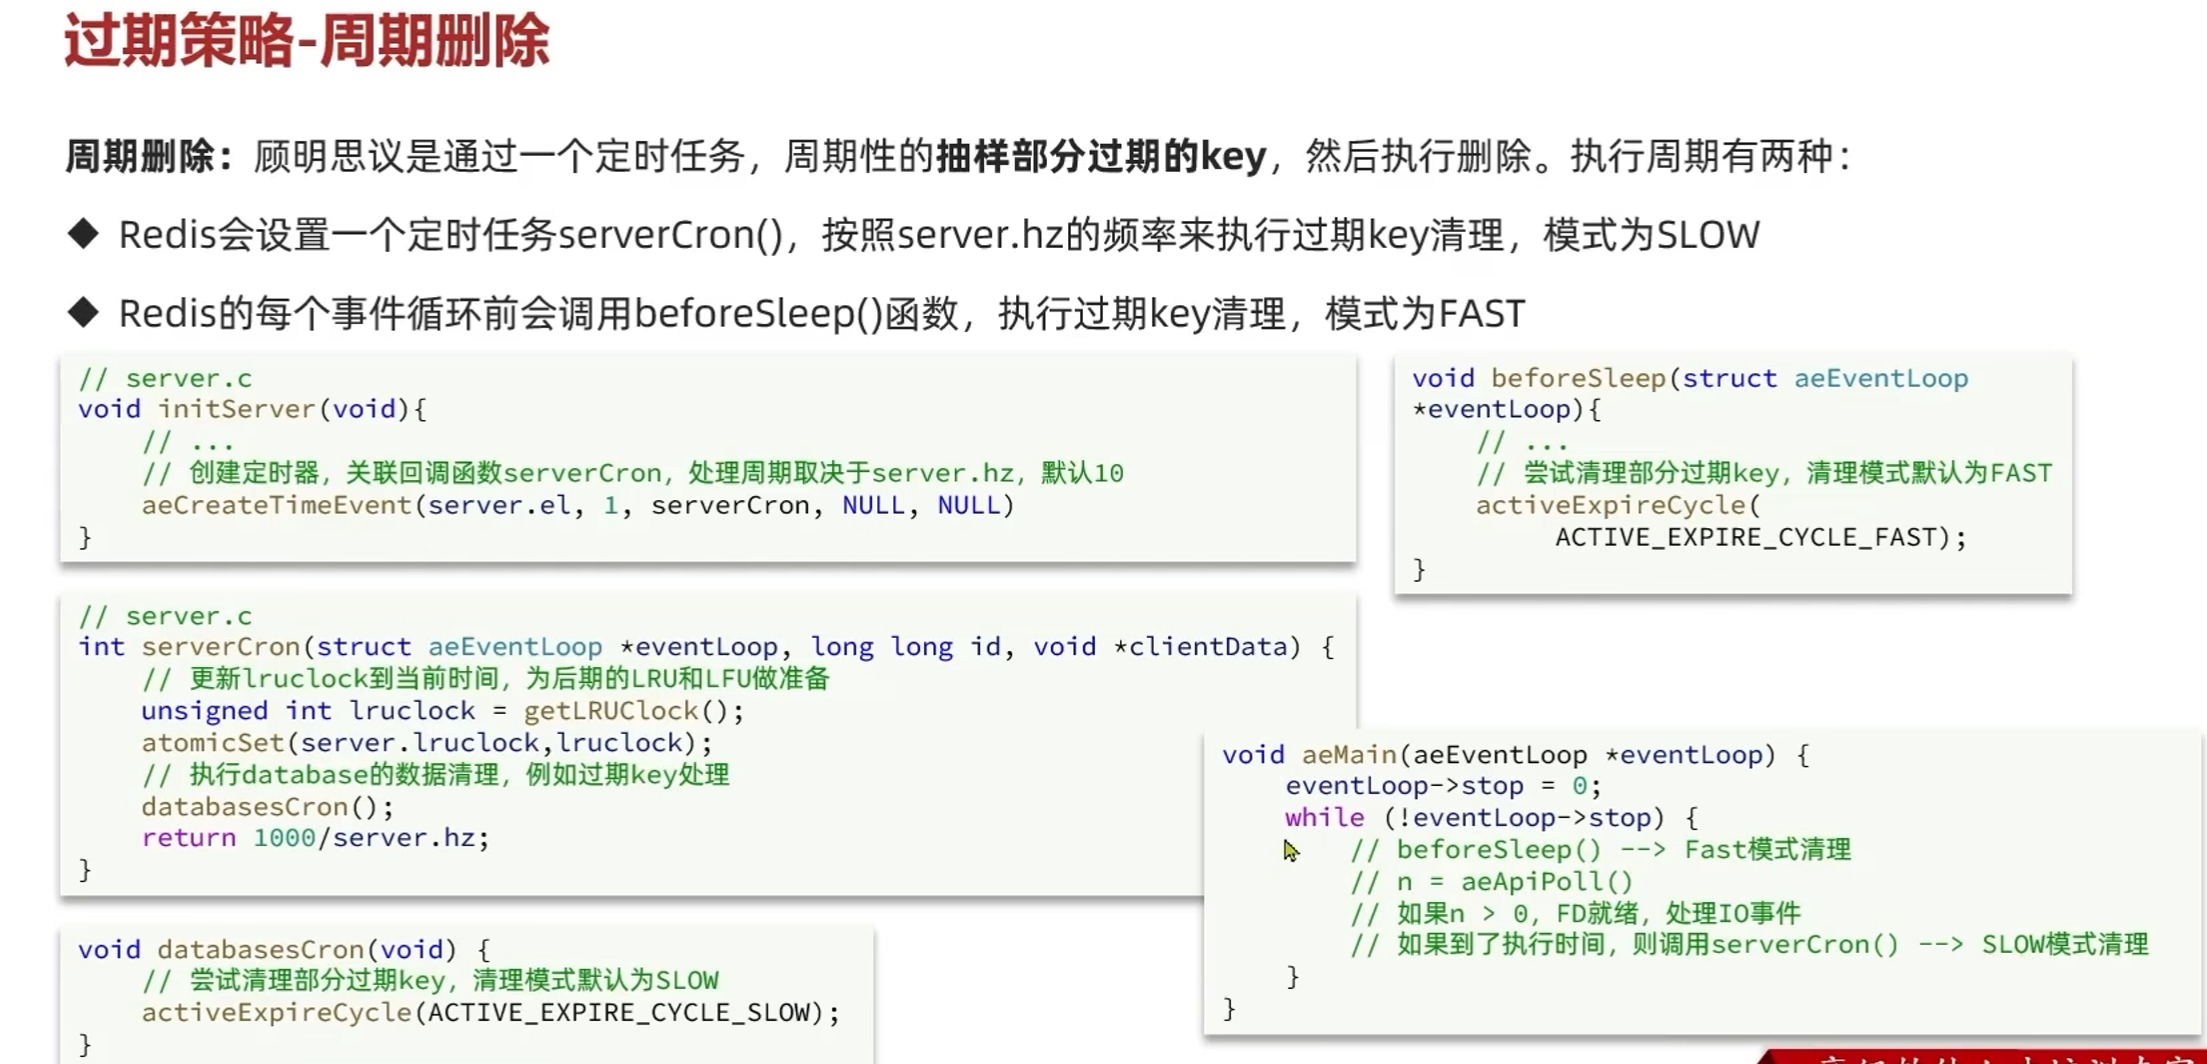 过期策略-周期删除
周期删除：顾明思议是通过一个定时任务，周期性的抽样部分过期的key，然后执行删除。执行周期有两种：
◆ Redis会设置一个定时任务serverCron()，按照server.hz的频率来执行过期key清理，模式为SLOW
◆ Redis的每个事件循环前会调用beforeSleep()函数，执行过期key清理，模式为FAST
// server.c
void initServer(void){
    // ...
    // 创建定时器，关联回调函数serverCron，处理周期取决于server.hz，默认10
    aeCreateTimeEvent(server.el, 1, serverCron, NULL, NULL)
}
void beforeSleep(struct aeEventLoop
*eventLoop){
    // ...
    // 尝试清理部分过期key，清理模式默认为FAST
    activeExpireCycle(
         ACTIVE_EXPIRE_CYCLE_FAST);
}
// server.c
int serverCron(struct aeEventLoop *eventLoop, long long id, void *clientData) {
    // 更新lruclock到当前时间，为后期的LRU和LFU做准备
    unsigned int lruclock = getLRUClock();
    atomicSet(server.lruclock,lruclock);
    // 执行database的数据清理，例如过期key处理
    databasesCron();
    return 1000/server.hz;
}
void aeMain(aeEventLoop *eventLoop) {
    eventLoop->stop = 0;
    while (!eventLoop->stop) {
        // beforeSleep() --> Fast模式清理
        // n = aeApiPoll()
        // 如果n > 0，FD就绪，处理IO事件
        // 如果到了执行时间，则调用serverCron() --> SLOW模式清理
    }
}
void databasesCron(void) {
    // 尝试清理部分过期key，清理模式默认为SLOW
    activeExpireCycle(ACTIVE_EXPIRE_CYCLE_SLOW);
}